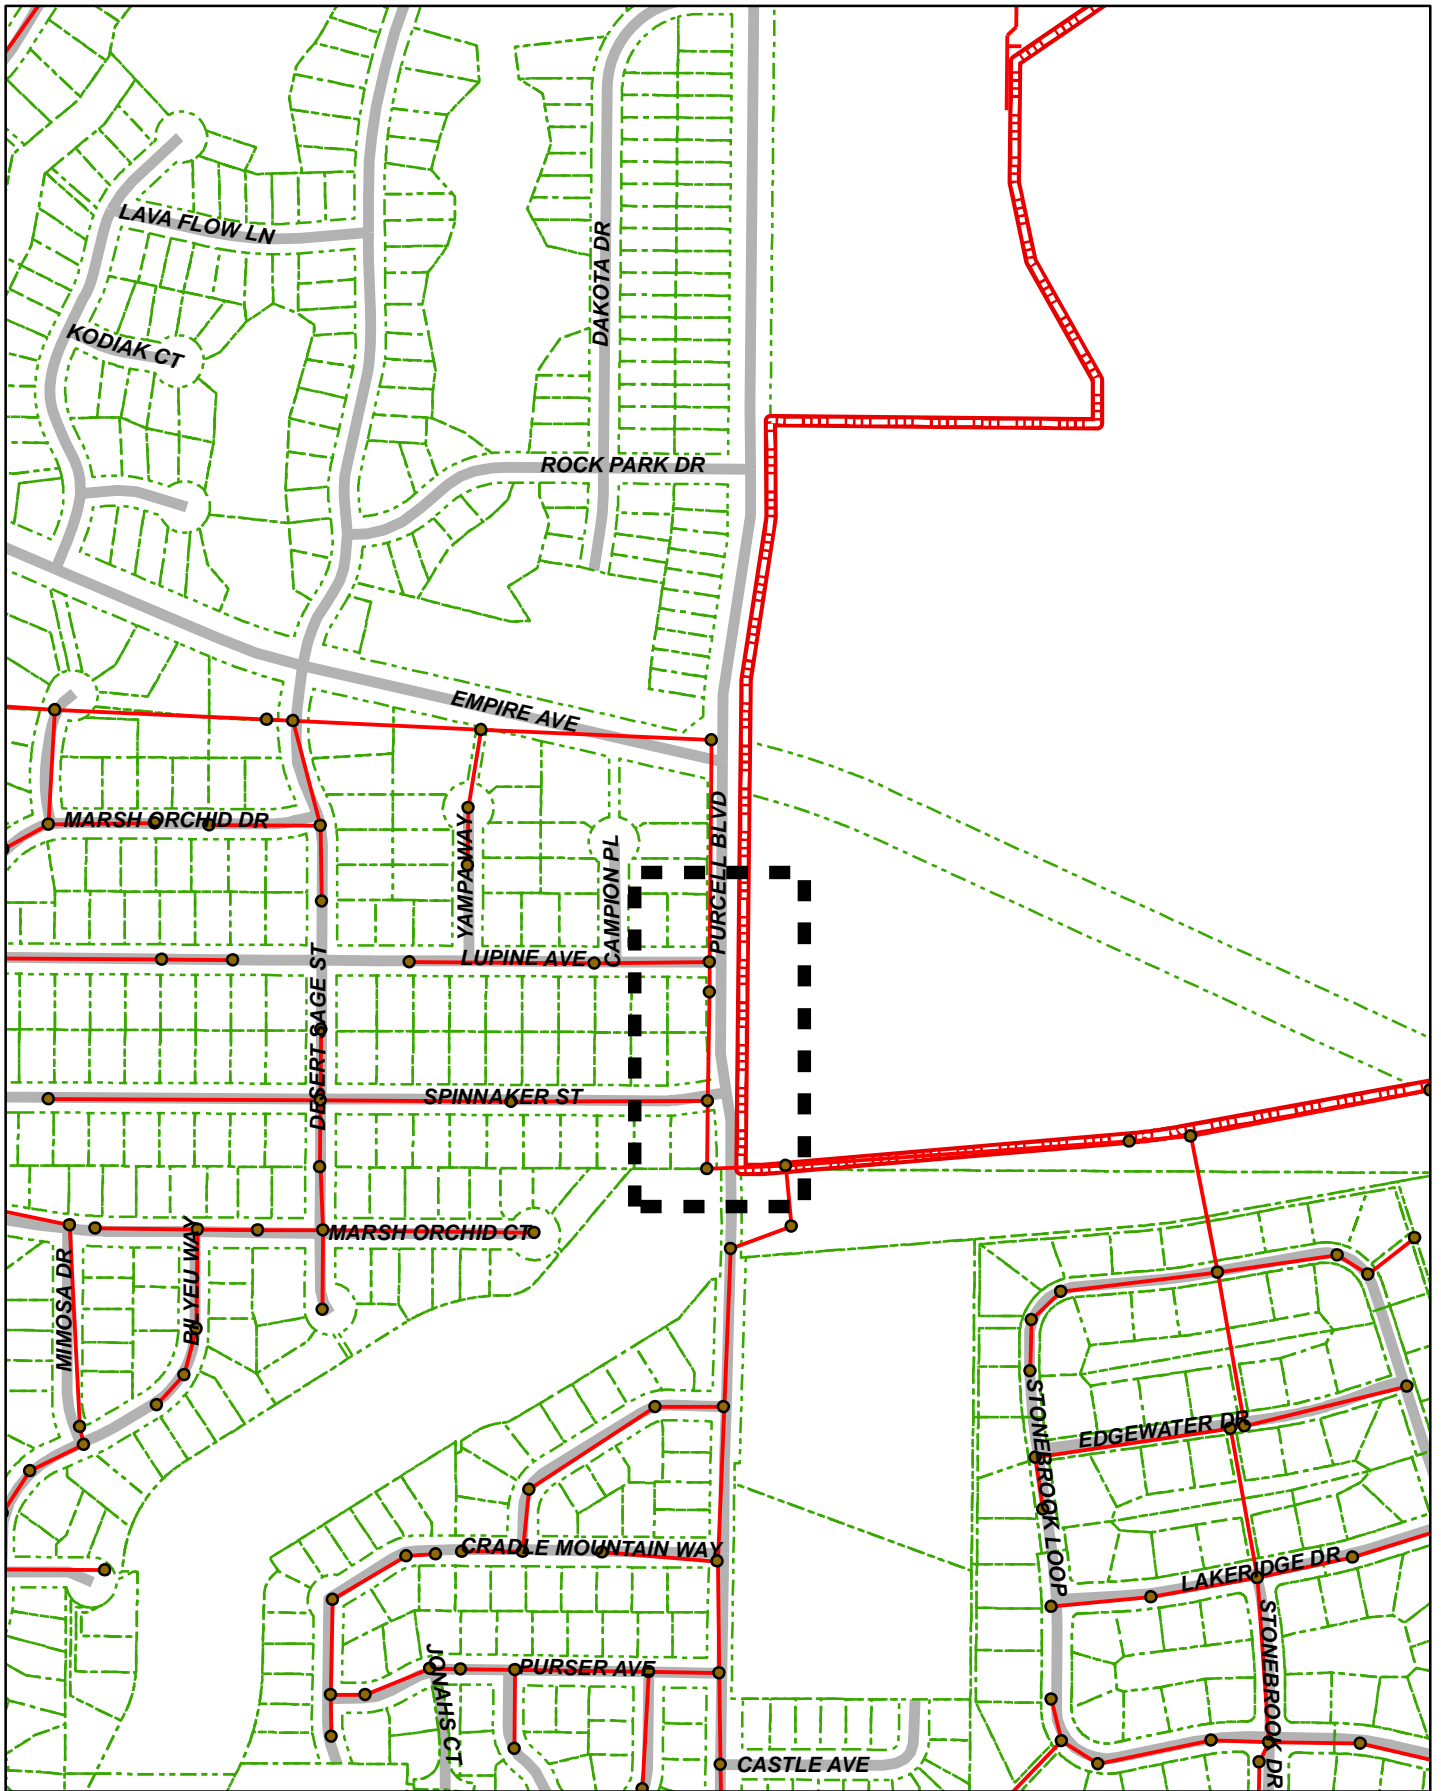 LAVA FLOW LN
DAKOTA DR
KODIAK CT
ROCK PARK DR
EMPIRE AVE
MARSH ORCHID DR
YAMPA WAY
CAMPION PL
PURCELL BLVD
LUPINE AVE
DESERT SAGE ST
SPINNAKER ST
MARSH ORCHID CT
MIMOSA DR
BILYEU WAY
STONEBROOK LOOP
EDGEWATER DR
CRADLE MOUNTAIN WAY
LAKERIDGE DR
STONEBROOK DR
JONAHS CT
PURSER AVE
CASTLE AVE